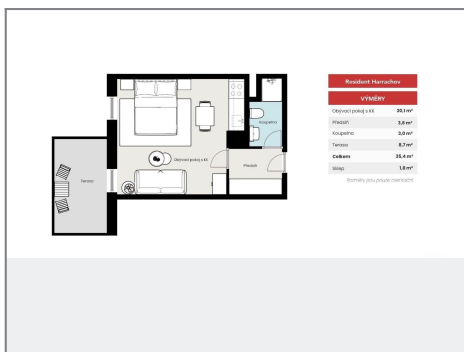 Resident Harrachov
VÝMĚRY
Obývací pokoj s KK 20,1 m²
Předsíň 3,6 m²
Koupelna 3,0 m²
Terasa 8,7 m²
Celkem 35,4 m²
Sklep 1,8 m²
Rozměry jsou pouze orientační.
Koupelna
Obývací pokoj s KK
Předsíň
Terasa